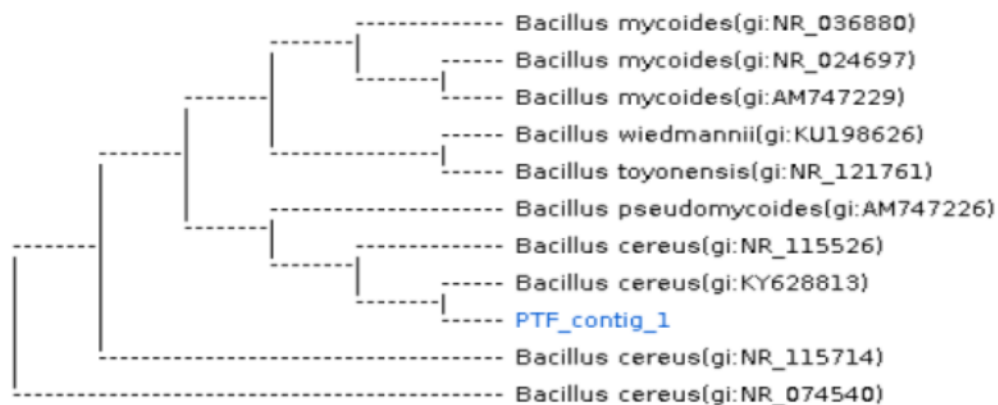 Bacillus mycoides(gi:NR_036880)
Bacillus mycoides(gi:NR_024697)
Bacillus mycoides(gi:AM747229)
Bacillus wiedmannii(gi:KU198626)
Bacillus toyonensis(gi:NR_121761)
Bacillus pseudomycoides(gi:AM747226)
Bacillus cereus(gi:NR_115526)
Bacillus cereus(gi:KY628813)
PTF_contig_1
Bacillus cereus(gi:NR_115714)
Bacillus cereus(gi:NR_074540)